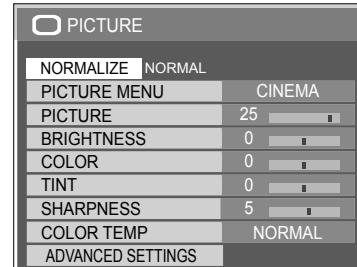 PICTURE
NORMALIZE NORMAL
PICTURE MENU CINEMA
PICTURE 25
BRIGHTNESS 0
COLOR 0
TINT 0
SHARPNESS 5
COLOR TEMP NORMAL
ADVANCED SETTINGS